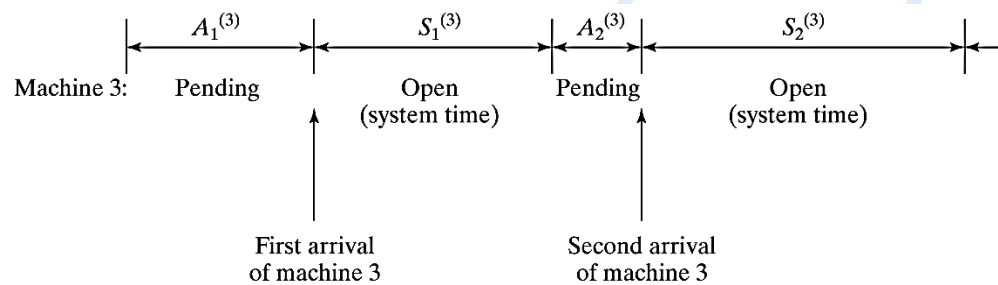 A₁⁽³⁾ S₁⁽³⁾ A₂⁽³⁾ S₂⁽³⁾
Machine 3: Pending Open Pending Open
(system time) (system time)
First arrival Second arrival
of machine 3 of machine 3